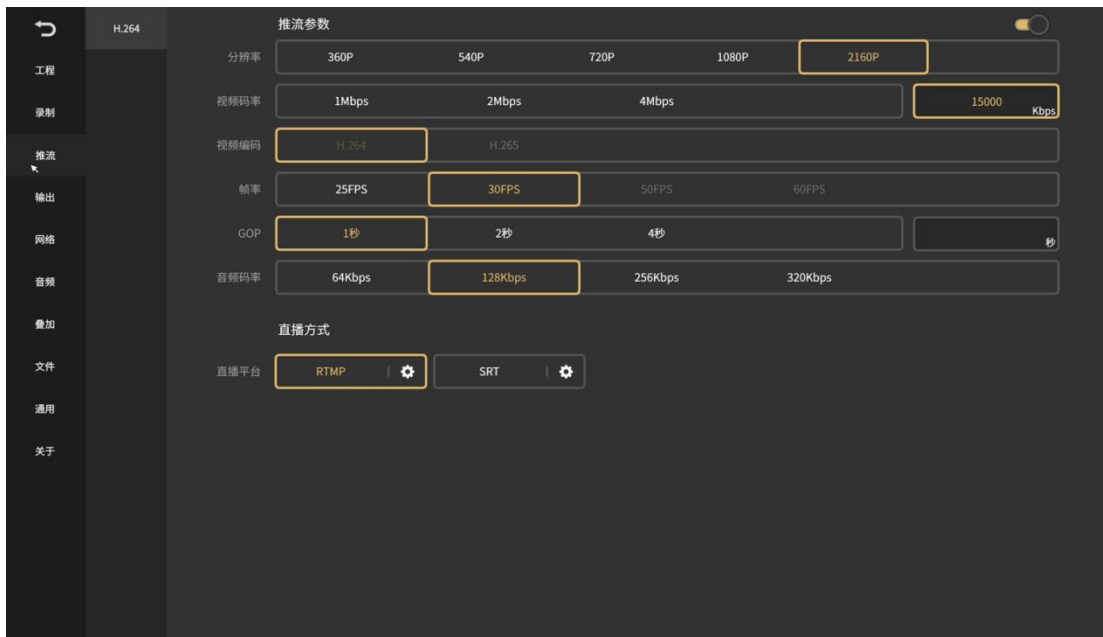 工程
录制
推流
输出
网络
音频
叠加
文件
通用
关于
H.264
推流参数
分辨率 360P 540P 720P 1080P 2160P
视频码率 1Mbps 2Mbps 4Mbps 15000 Kbps
视频编码 H.264 H.265
帧率 25FPS 30FPS 50FPS 60FPS
GOP 1秒 2秒 4秒 秒
音频码率 64Kbps 128Kbps 256Kbps 320Kbps
直播方式
直播平台 RTMP SRT